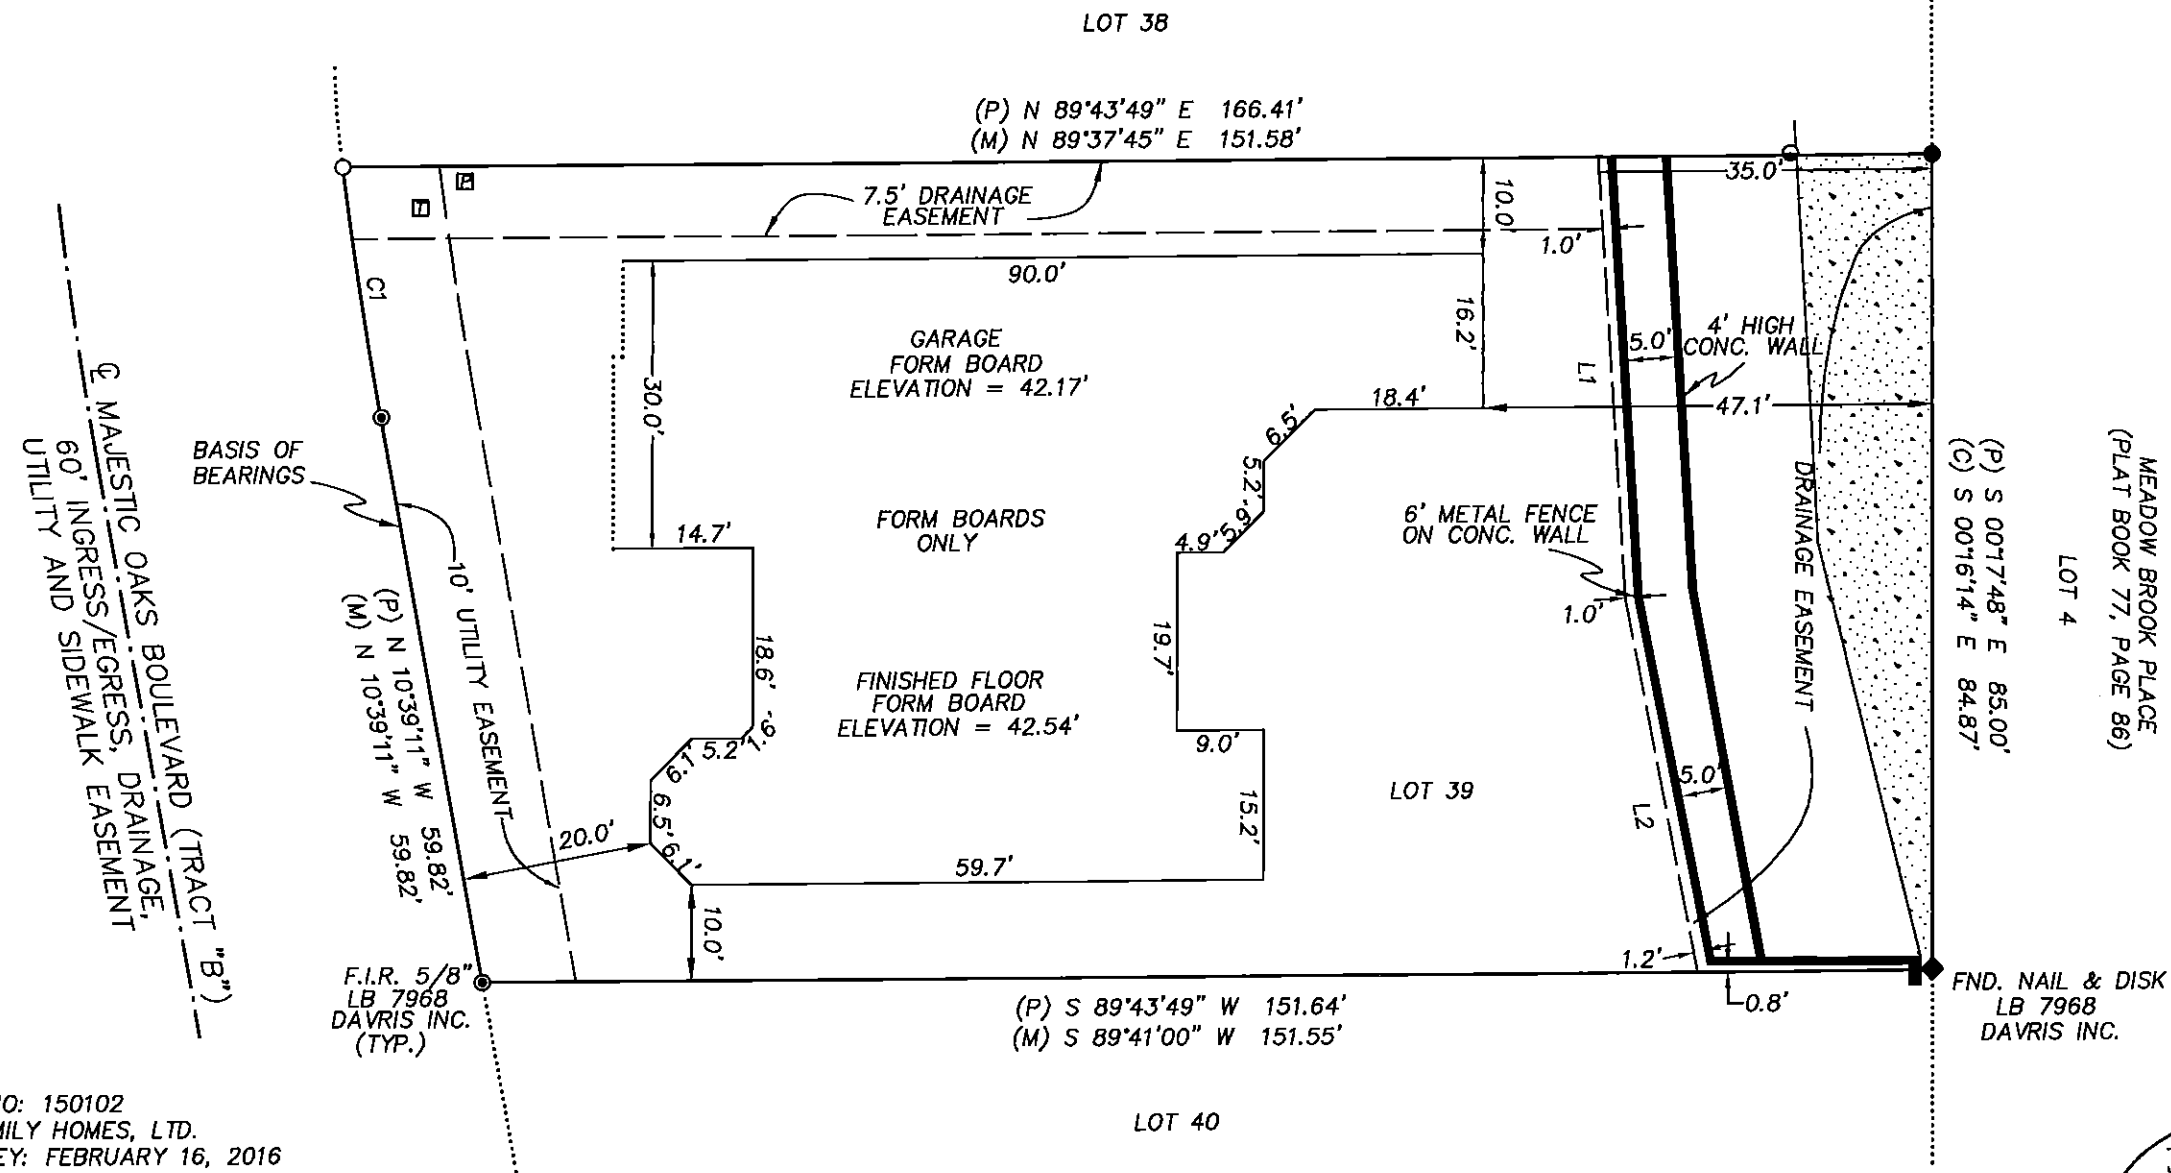 LOT 38
(P) N 89°43'49" E 166.41'
(M) N 89°37'45" E 151.58'
7.5' DRAINAGE
EASEMENT
35.0'
10.0'
1.0'
90.0'
P
T
C1
GARAGE
FORM BOARD
ELEVATION = 42.17'
16.2'
30.0'
5.0'
4' HIGH
CONC. WALL
L1
18.4'
47.1'
6.5'
5.2'
5.9'
4.9'
BASIS OF
BEARINGS
14.7'
FORM BOARDS
ONLY
6' METAL FENCE
ON CONC. WALL
1.0'
DRAINAGE EASEMENT
(P) S 00°17'48" E 85.00'
(C) S 00°16'14" E 84.87'
LOT 4
MEADOW BROOK PLACE
(PLAT BOOK 77, PAGE 86)
℄ MAJESTIC OAKS BOULEVARD (TRACT "B")
60' INGRESS/EGRESS, DRAINAGE,
UTILITY AND SIDEWALK EASEMENT
10' UTILITY EASEMENT
(P) N 10°39'11" W 59.82'
(M) N 10°39'11" W 59.82'
18.6'
19.7'
FINISHED FLOOR
FORM BOARD
ELEVATION = 42.54'
1.6'
5.2'
6.1'
6.5'
6.1'
9.0'
15.2'
LOT 39
5.0'
L2
20.0'
59.7'
10.0'
1.2'
0.8'
F.I.R. 5/8"
LB 7968
DAVRIS INC.
(TYP.)
(P) S 89°43'49" W 151.64'
(M) S 89°41'00" W 151.55'
FND. NAIL & DISK
LB 7968
DAVRIS INC.
LOT 40
O: 150102
MILY HOMES, LTD.
EY: FEBRUARY 16, 2016